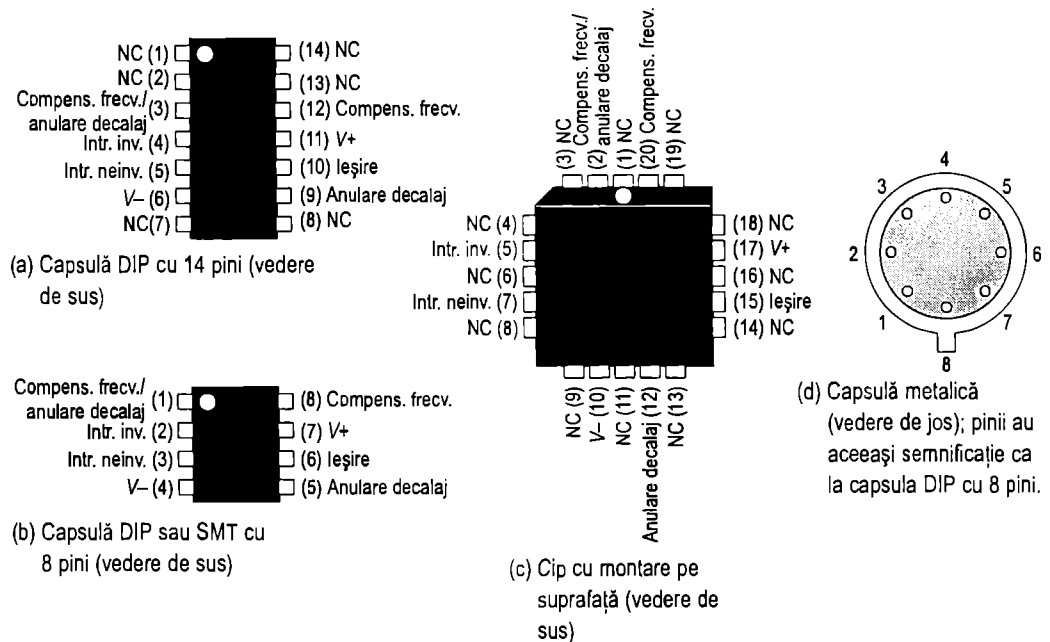 NC (1)
NC (2)
Compens. frecv./
anulare decalaj (3)
Intr. inv. (4)
Intr. neinv. (5)
V– (6)
NC(7)
(14) NC
(13) NC
(12) Compens. frecv.
(11) V+
(10) Ieşire
(9) Anulare decalaj
(8) NC
(a) Capsulă DIP cu 14 pini (vedere
de sus)
Compens. frecv./
anulare decalaj (1)
Intr. inv. (2)
Intr. neinv. (3)
V– (4)
(8) Compens. frecv.
(7) V+
(6) Ieşire
(5) Anulare decalaj
(b) Capsulă DIP sau SMT cu
8 pini (vedere de sus)
(3) NC
Compens. frecv./
(2) anulare decalaj
(1) NC
(20) Compens. frecv.
(19) NC
NC (4)
Intr. inv. (5)
NC (6)
Intr. neinv. (7)
NC (8)
(18) NC
(17) V+
(16) NC
(15) Ieşire
(14) NC
NC (9)
V– (10)
NC (11)
Anulare decalaj (12)
NC (13)
(c) Cip cu montare pe
suprafaţă (vedere de
sus)
4
3
5
2
6
1
7
8
(d) Capsulă metalică
(vedere de jos); pinii au
aceeaşi semnificaţie ca
la capsula DIP cu 8 pini.